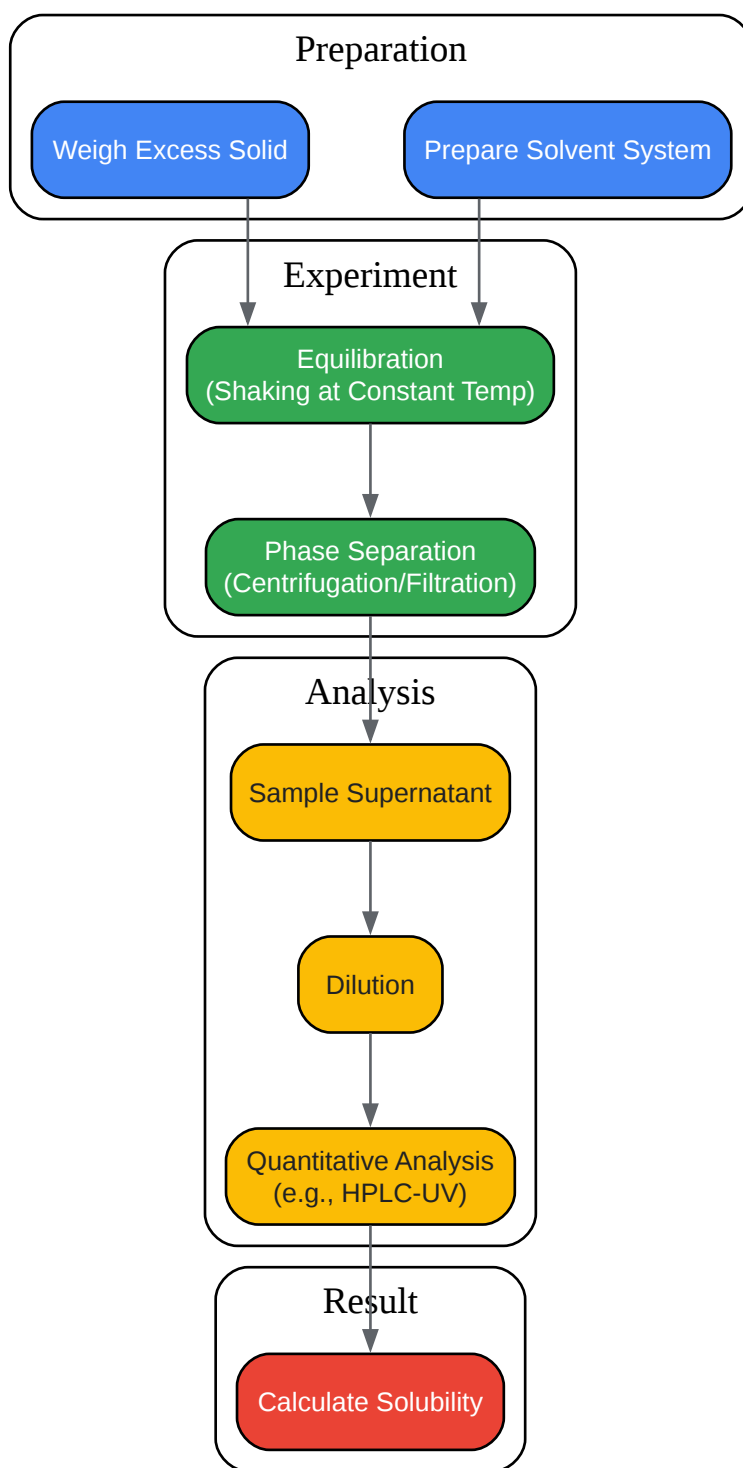 Preparation
Weigh Excess Solid
Prepare Solvent System
Experiment
Equilibration
(Shaking at Constant Temp)
Phase Separation
(Centrifugation/Filtration)
Analysis
Sample Supernatant
Dilution
Quantitative Analysis
(e.g., HPLC-UV)
Result
Calculate Solubility